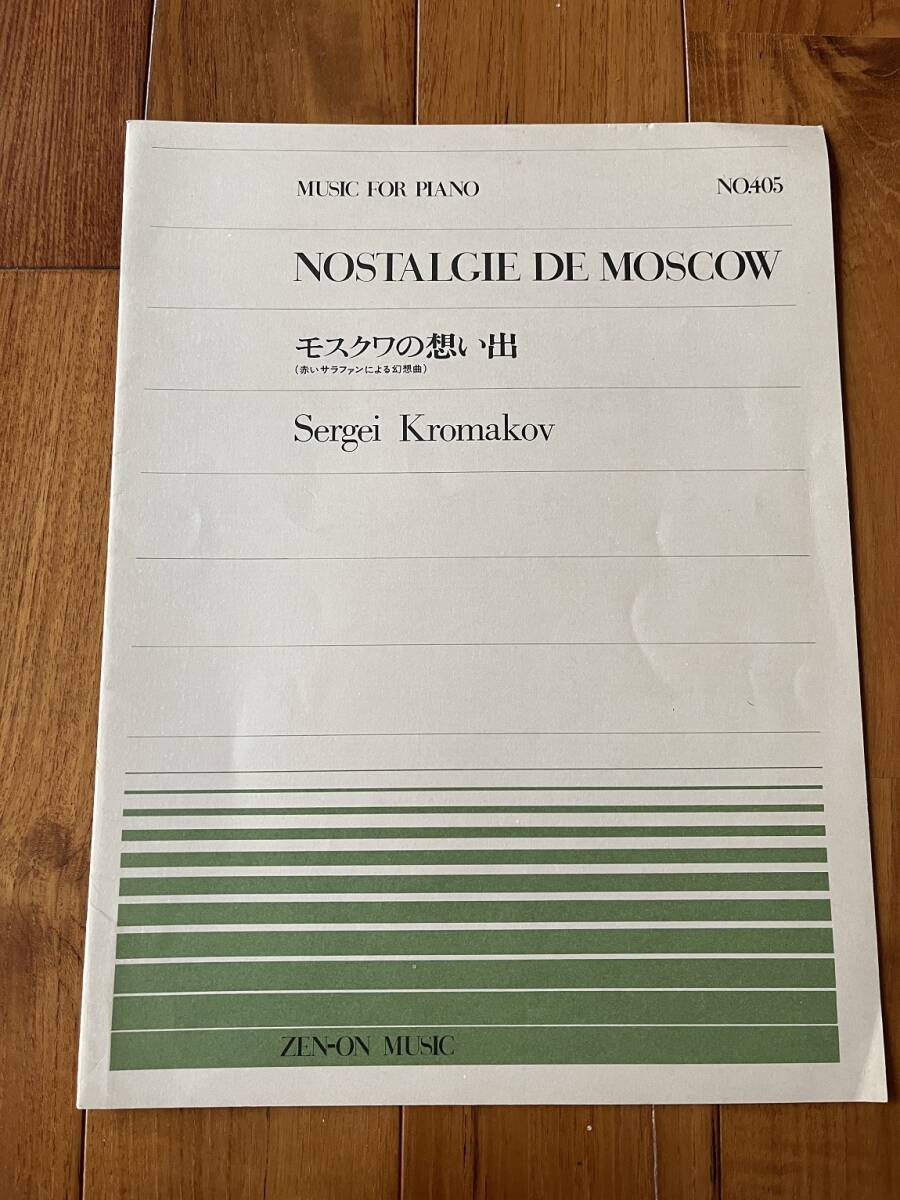 MUSIC FOR PIANO NO.405
NOSTALGIE DE MOSCOW
モスクワの想い出
(赤いサラファンによる幻想曲)
Sergei Kromakov
ZEN-ON MUSIC